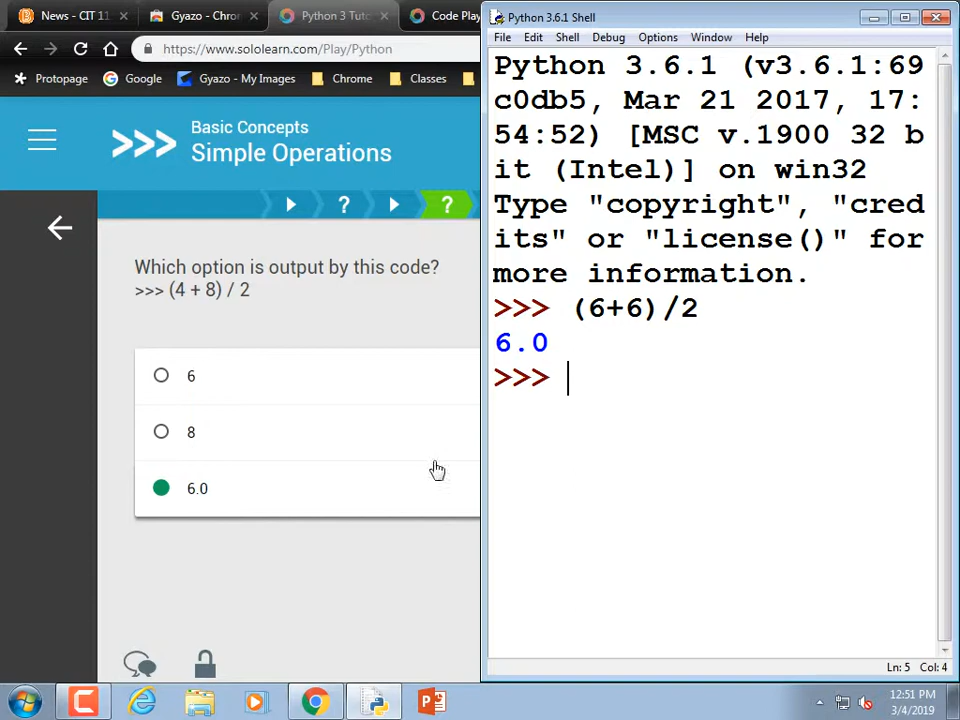 News - CIT 11
Gyazo - Chro
Python 3 Tuto
Code Play
https://www.sololearn.com/Play/Python
Protopage
Google
Gyazo - My Images
Chrome
Classes
>>>
Basic Concepts
Simple Operations
?
?
Which option is output by this code?
>>> (4 + 8) / 2
6
8
6.0
Python 3.6.1 Shell
File Edit Shell Debug Options Window Help
Python 3.6.1 (v3.6.1:69
c0db5, Mar 21 2017, 17:
54:52) [MSC v.1900 32 b
it (Intel)] on win32
Type "copyright", "cred
its" or "license()" for
more information.
>>> (6+6)/2
6.0
>>>
Ln: 5 Col: 4
12:51 PM
3/4/2019